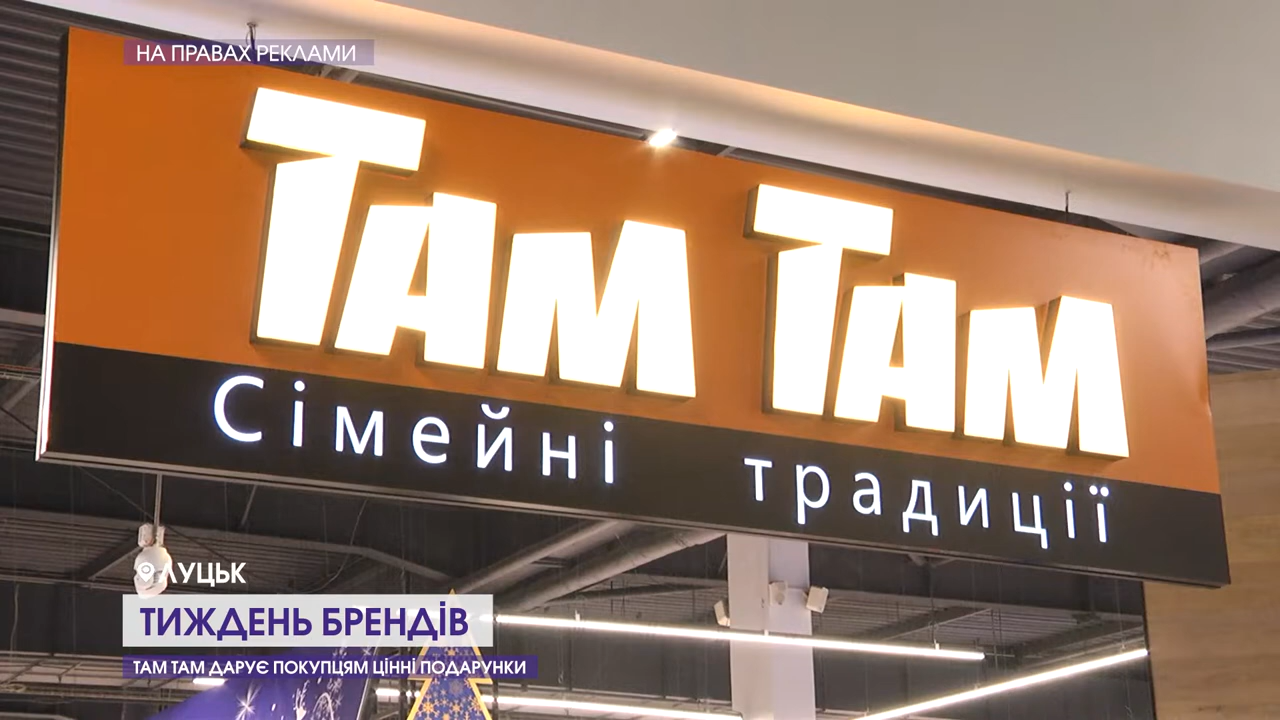 НА ПРАВАХ РЕКЛАМИ
ТАМ ТАМ
Сімейні традиції
ЛУЦЬК
ТИЖДЕНЬ БРЕНДІВ
ТАМ ТАМ ДАРУЄ ПОКУПЦЯМ ЦІННІ ПОДАРУНКИ